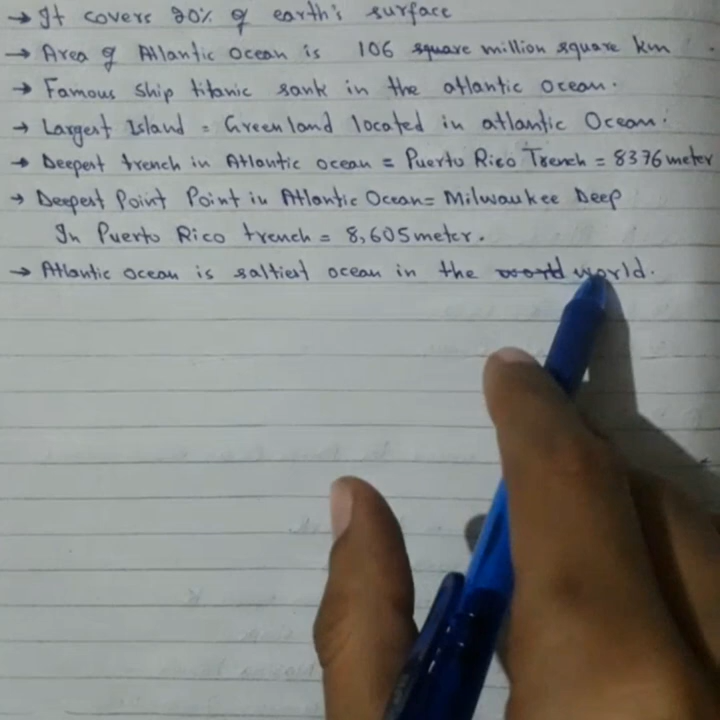 → It covers 20% of earth's surface
→ Area of Atlantic Ocean is 106 square million square km .
→ Famous ship titanic sank in the atlantic Ocean.
→ Largest Island = Greenland located in atlantic Ocean.
→ Deepest trench in Atlantic ocean = Puerto Rico Trench = 8376 meter
→ Deepest Point Point in Atlantic Ocean = Milwaukee Deep
In Puerto Rico trench = 8,605 meter.
→ Atlantic ocean is saltiest ocean in the world.